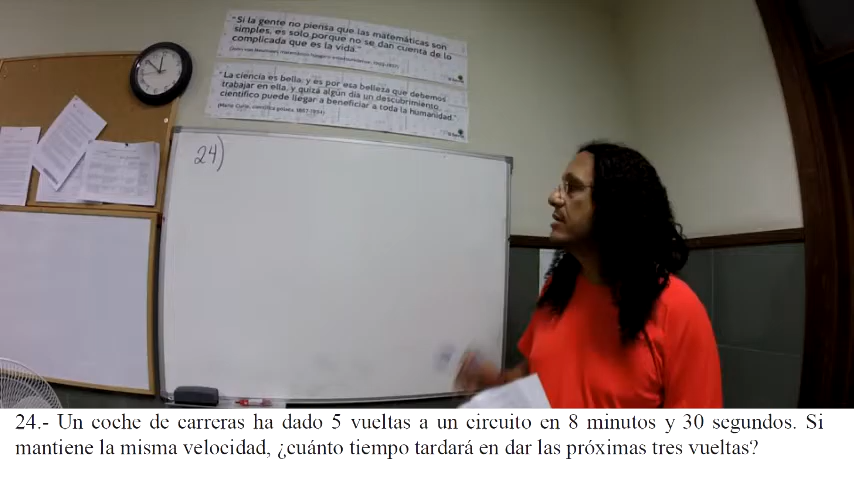 "Si la gente no piensa que las matemáticas son
simples, es solo porque no se dan cuenta de lo
complicada que es la vida."
"La ciencia es bella, y es por esa belleza que debemos
trabajar en ella, y quizá algún día un descubrimiento
científico puede llegar a beneficiar a toda la humanidad."
24)
24.- Un coche de carreras ha dado 5 vueltas a un circuito en 8 minutos y 30 segundos. Si
mantiene la misma velocidad, ¿cuánto tiempo tardará en dar las próximas tres vueltas?